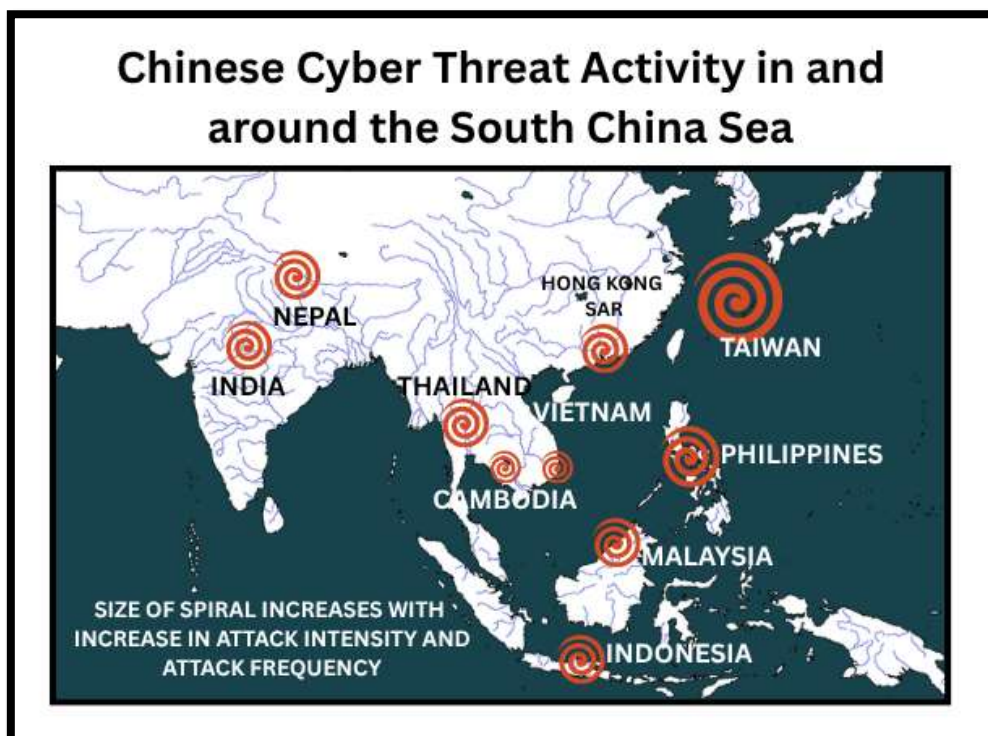 Chinese Cyber Threat Activity in and
around the South China Sea
HONG KONG
SAR
NEPAL
TAIWAN
INDIA
THAILAND
VIETNAM
PHILIPPINES
CAMBODIA
MALAYSIA
SIZE OF SPIRAL INCREASES WITH
INCREASE IN ATTACK INTENSITY AND
ATTACK FREQUENCY
INDONESIA